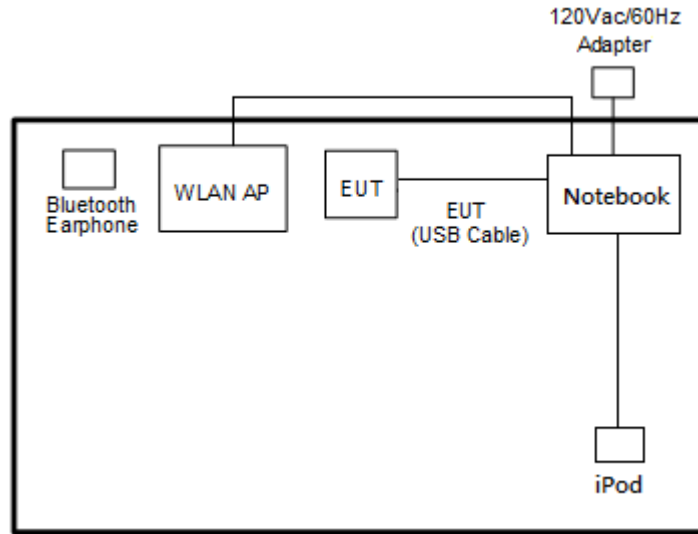 120Vac/60Hz
Adapter
Bluetooth
Earphone
WLAN AP
EUT
EUT
(USB Cable)
Notebook
iPod